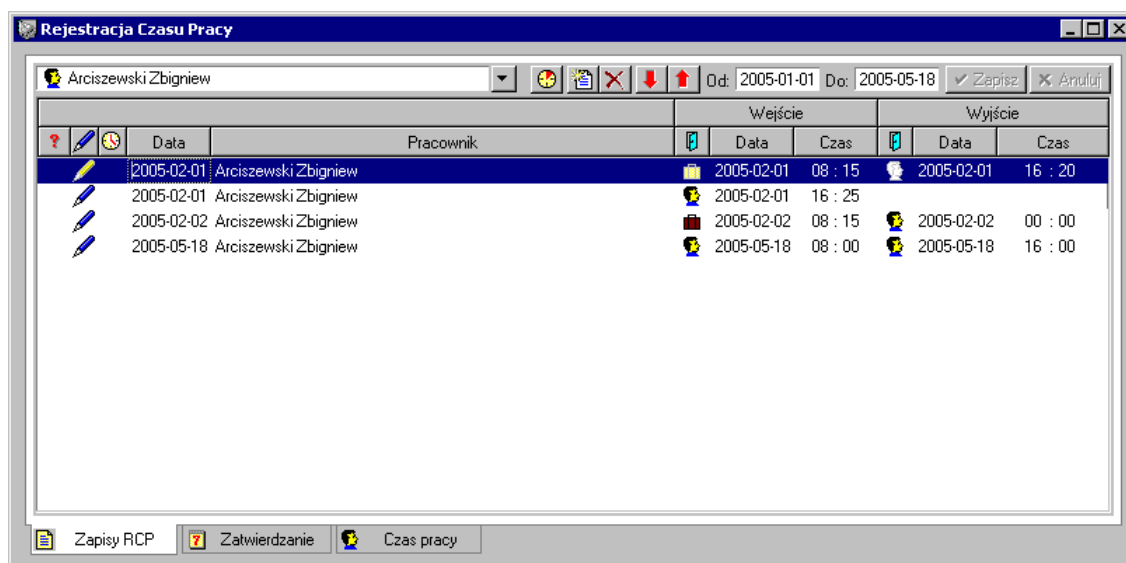 Rejestracja Czasu Pracy
Arciszewski Zbigniew Od: 2005-01-01 Do: 2005-05-18 Zapisz Anuluj
Wejście Wyjście
? Data Pracownik Data Czas Data Czas
2005-02-01 Arciszewski Zbigniew 2005-02-01 08 : 15 2005-02-01 16 : 20
2005-02-01 Arciszewski Zbigniew 2005-02-01 16 : 25
2005-02-02 Arciszewski Zbigniew 2005-02-02 08 : 15 2005-02-02 00 : 00
2005-05-18 Arciszewski Zbigniew 2005-05-18 08 : 00 2005-05-18 16 : 00
Zapisy RCP ? Zatwierdzanie Czas pracy